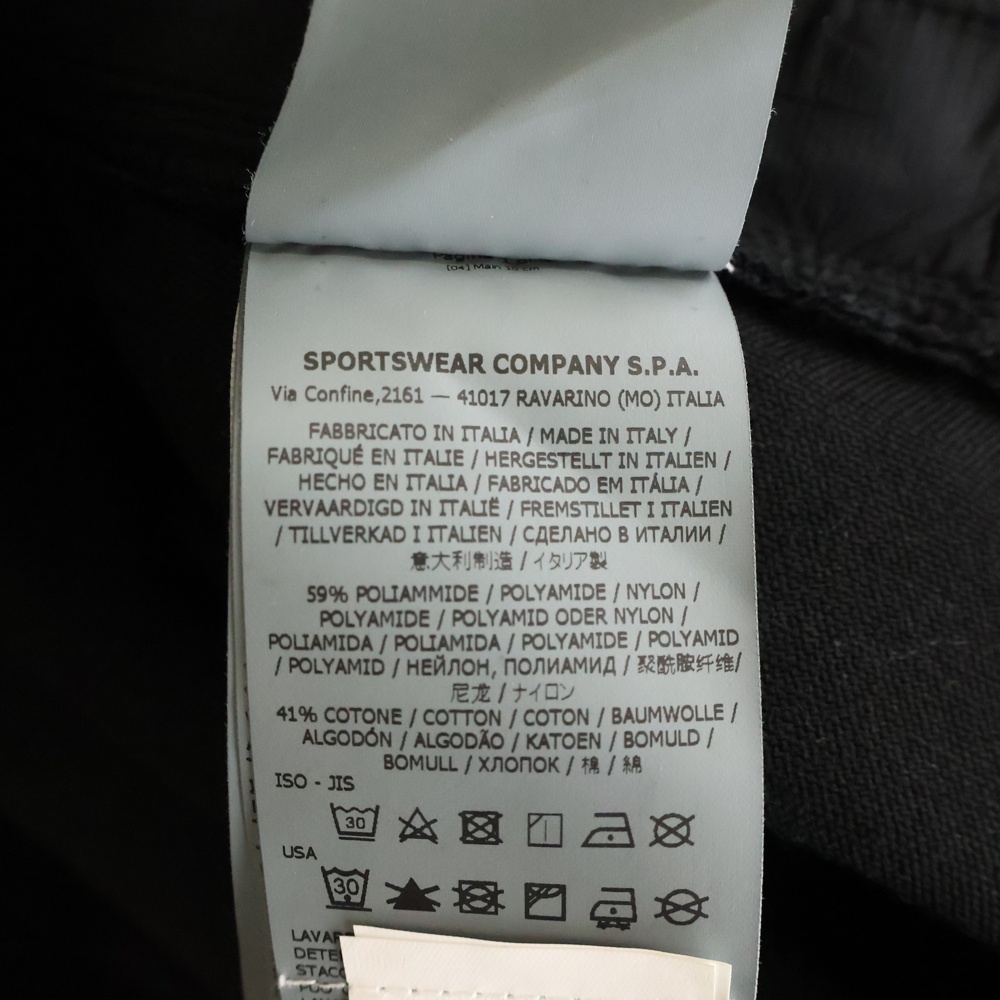 SPORTSWEAR COMPANY S.P.A.
Via Confine,2161 — 41017 RAVARINO (MO) ITALIA
FABBRICATO IN ITALIA / MADE IN ITALY /
FABRIQUÉ EN ITALIE / HERGESTELLT IN ITALIEN /
HECHO EN ITALIA / FABRICADO EM ITÁLIA /
VERVAARDIGD IN ITALIË / FREMSTILLET I ITALIEN
/ TILLVERKAD I ITALIEN / СДЕЛАНО В ИТАЛИИ /
意大利制造 / イタリア製
59% POLIAMMIDE / POLYAMIDE / NYLON /
POLYAMIDE / POLYAMID ODER NYLON /
POLIAMIDA / POLIAMIDA / POLYAMIDE / POLYAMID
/ POLYAMID / НЕЙЛОН, ПОЛИАМИД / 聚酰胺纤维/
尼龙 / ナイロン
41% COTONE / COTTON / COTON / BAUMWOLLE /
ALGODÓN / ALGODÃO / KATOEN / BOMULD /
BOMULL / ХЛОПОК / 棉 / 綿
ISO - JIS
30
USA
30